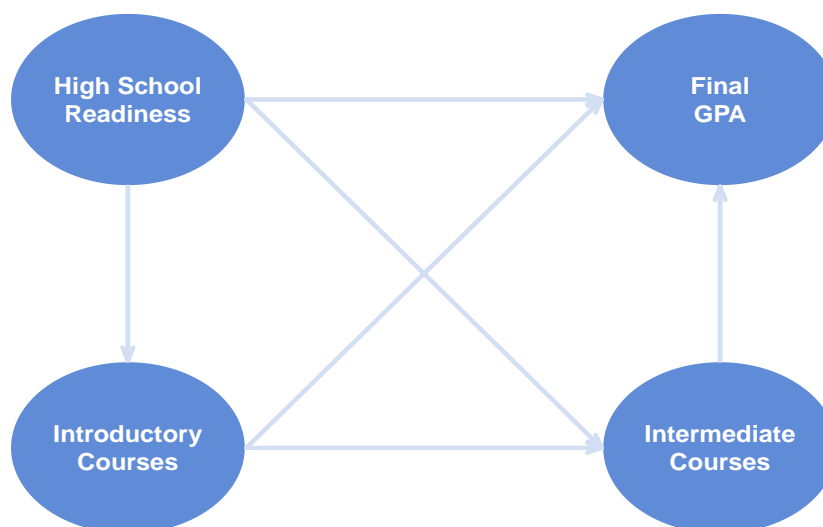 High School
Readiness
Final
GPA
Introductory
Courses
Intermediate
Courses